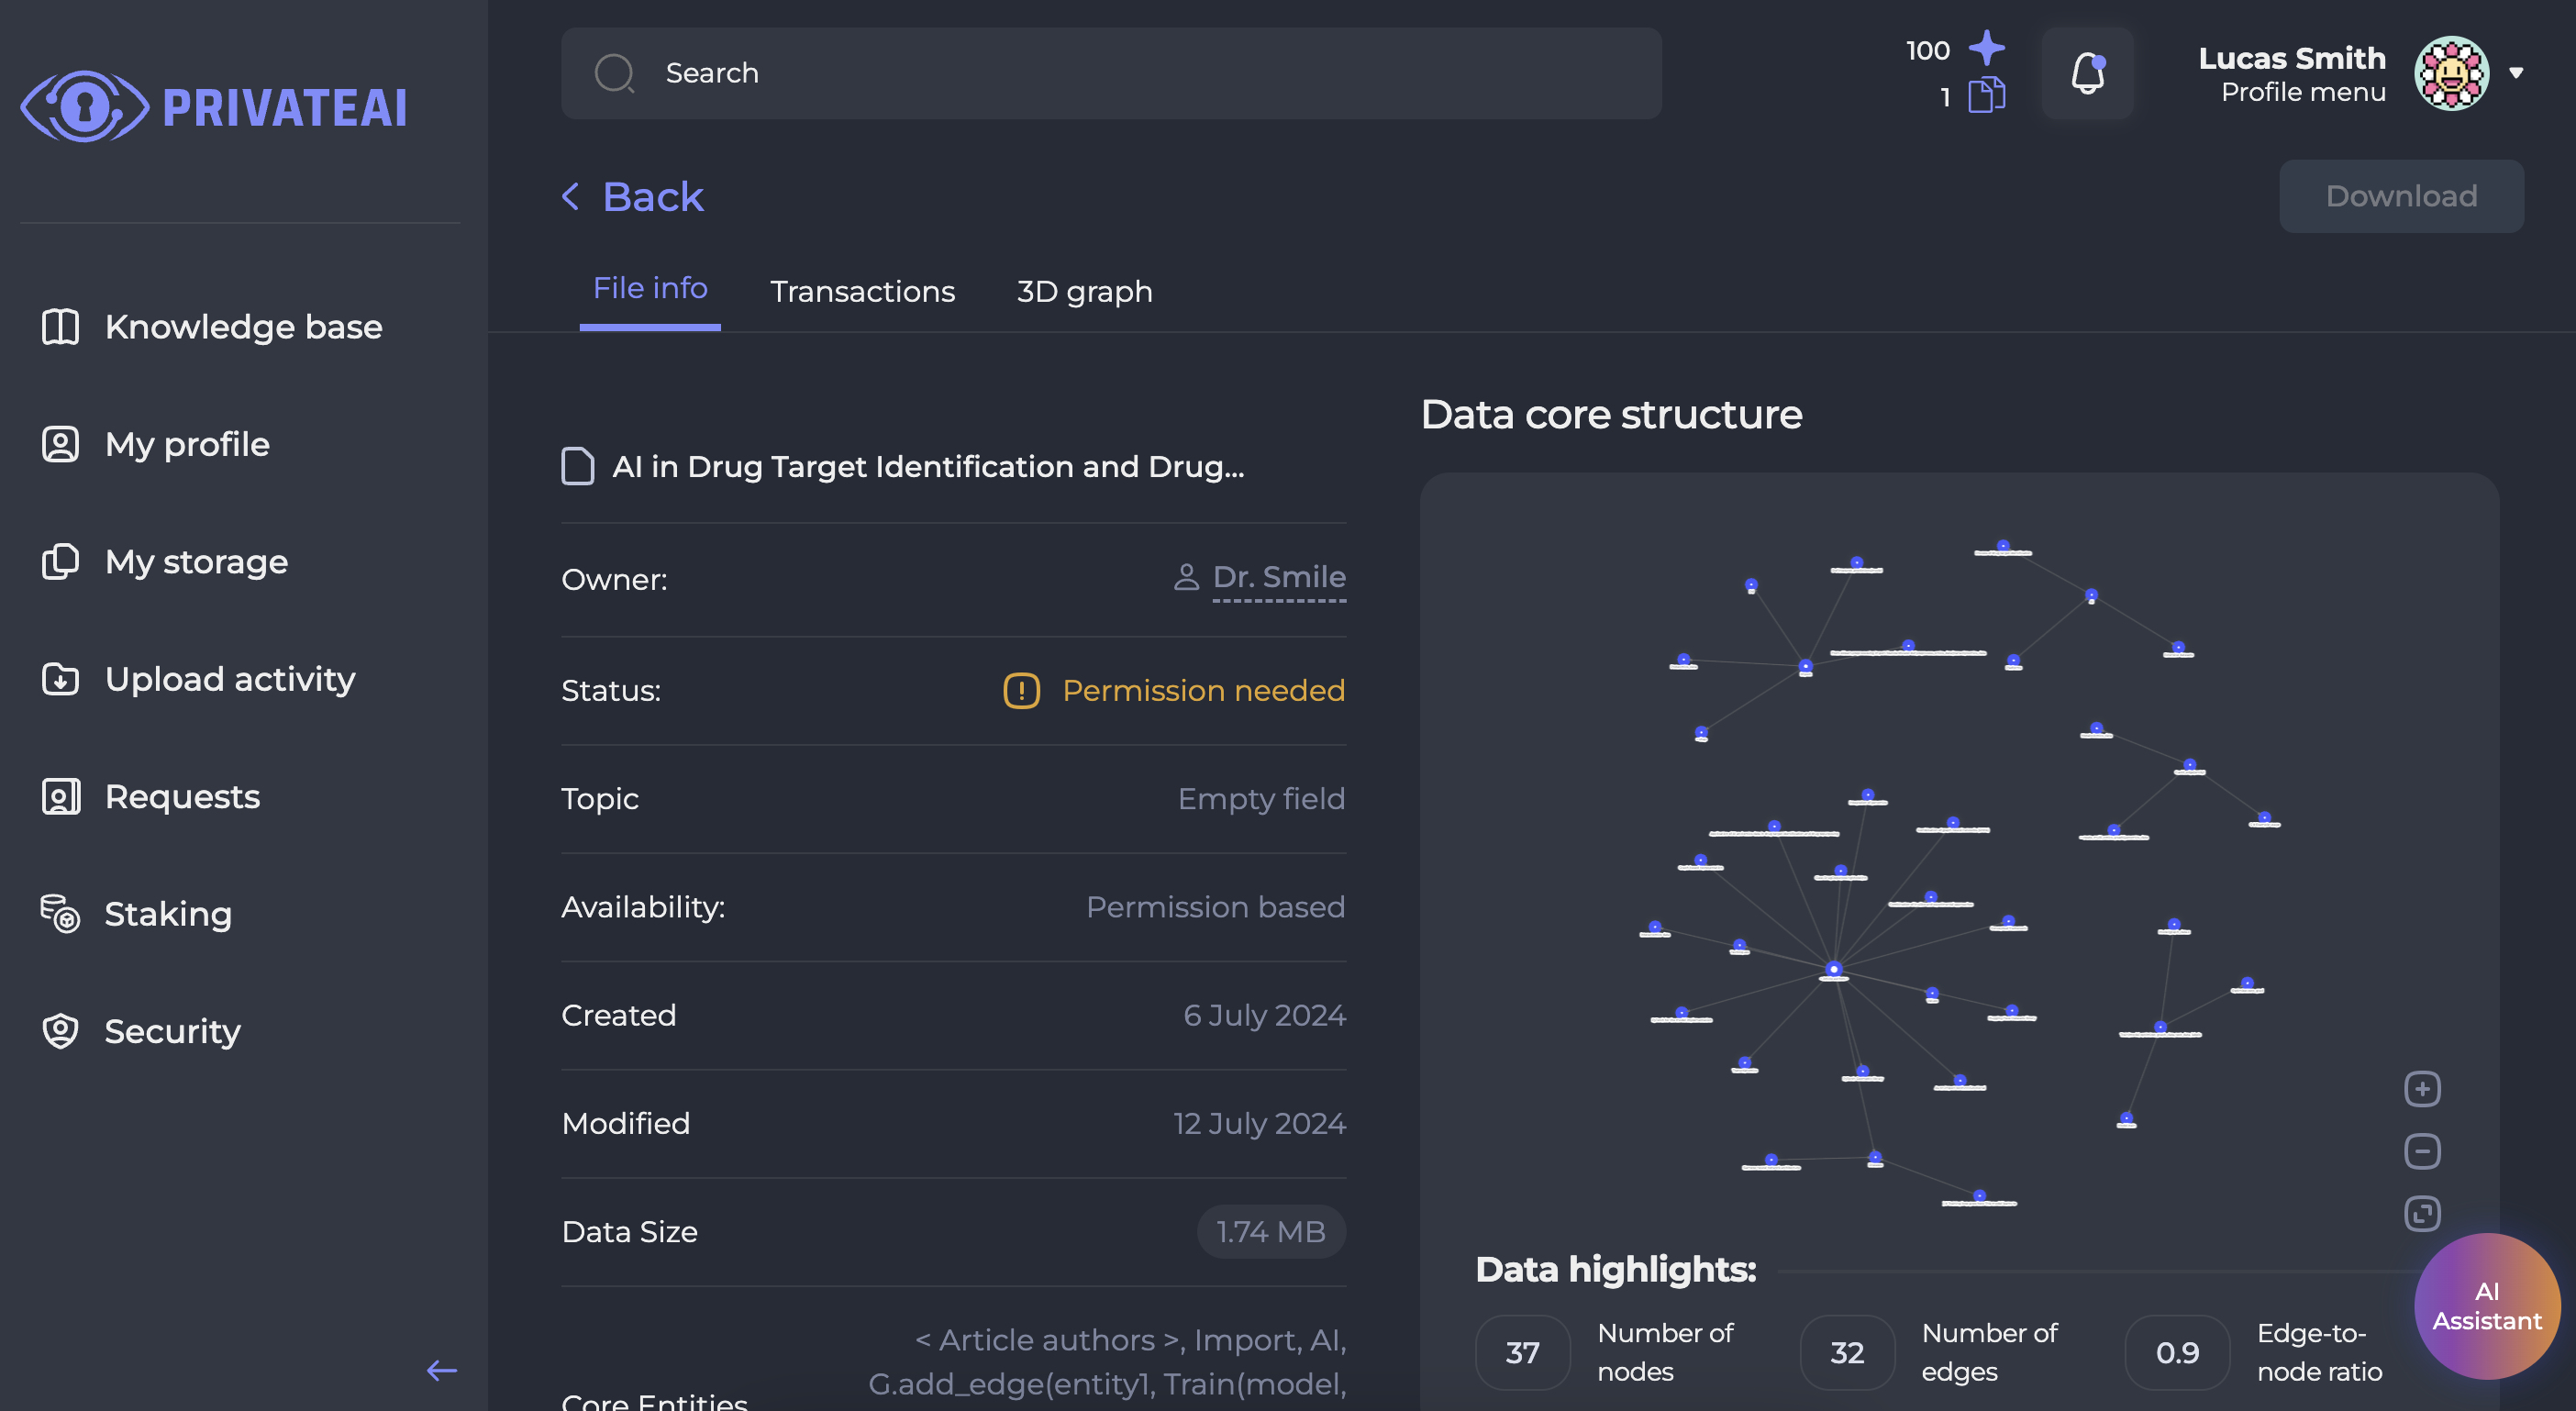 PRIVATEAI
Search
100
1
Lucas Smith
Profile menu
Back
Download
File info
Transactions
3D graph
Knowledge base
My profile
My storage
Upload activity
Requests
Staking
Security
AI in Drug Target Identification and Drug...
Owner: Dr. Smile
Status: Permission needed
Topic Empty field
Availability: Permission based
Created 6 July 2024
Modified 12 July 2024
Data Size 1.74 MB
Core Entities
< Article authors >, Import, AI,
G.add_edge(entity1, Train(model,
Data core structure
Data highlights:
37 Number of
nodes
32 Number of
edges
0.9 Edge-to-
node ratio
AI
Assistant